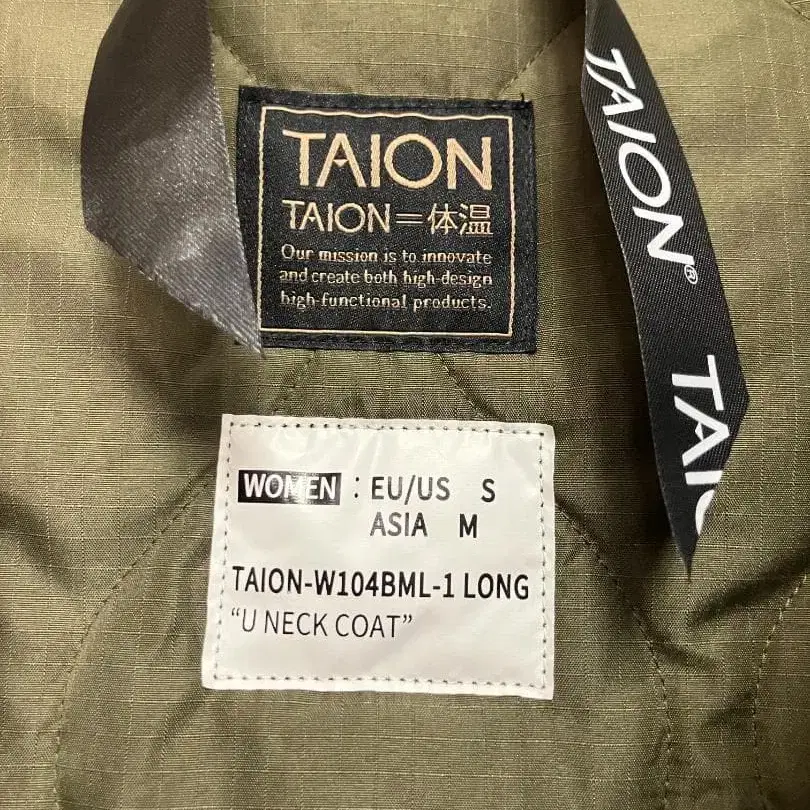 TAION
TAION=体温
Our mission is to innovate
and create both high-design
high-functional products.
TAION®
TAIO
WOMEN : EU/US S
ASIA M
TAION-W104BML-1 LONG
“U NECK COAT”